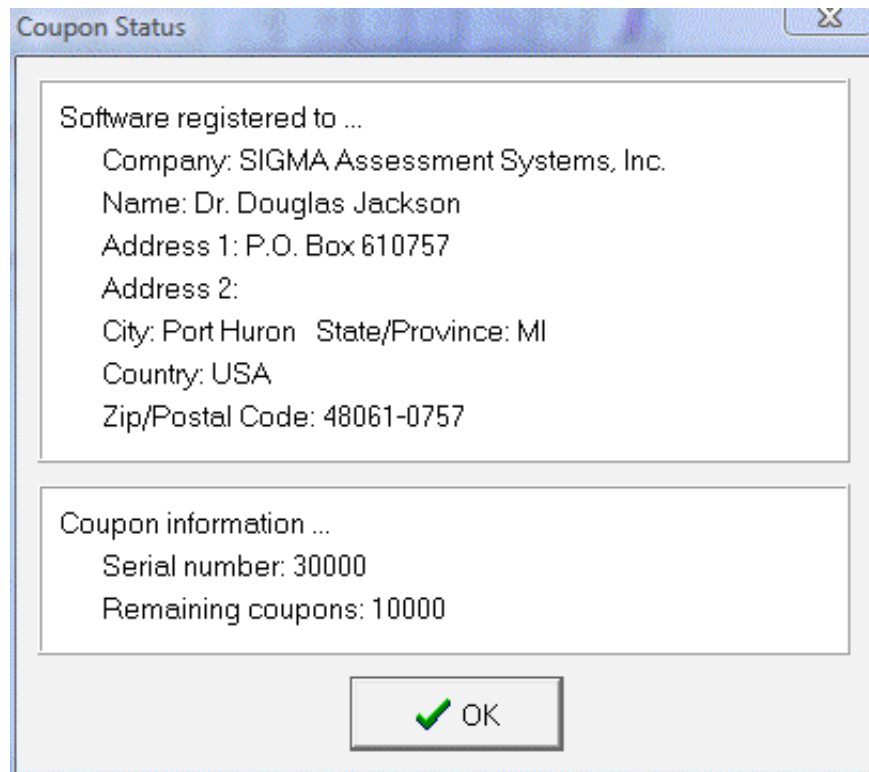 Coupon Status
Software registered to ...
Company: SIGMA Assessment Systems, Inc.
Name: Dr. Douglas Jackson
Address 1: P.O. Box 610757
Address 2:
City: Port Huron State/Province: MI
Country: USA
Zip/Postal Code: 48061-0757
Coupon information ...
Serial number: 30000
Remaining coupons: 10000
OK